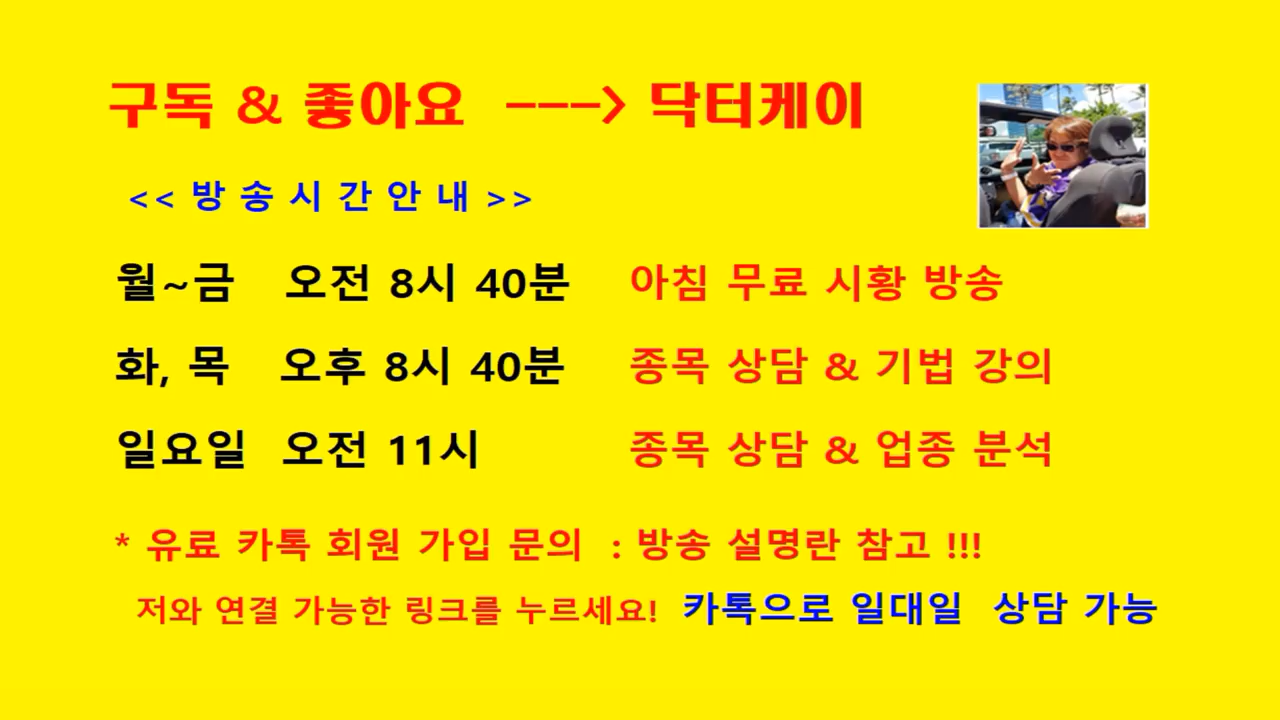 구독 & 좋아요 ---> 닥터케이
<< 방 송 시 간 안 내 >>
월~금 오전 8시 40분 아침 무료 시황 방송
화, 목 오후 8시 40분 종목 상담 & 기법 강의
일요일 오전 11시 종목 상담 & 업종 분석
* 유료 카톡 회원 가입 문의 : 방송 설명란 참고 !!!
저와 연결 가능한 링크를 누르세요! 카톡으로 일대일 상담 가능